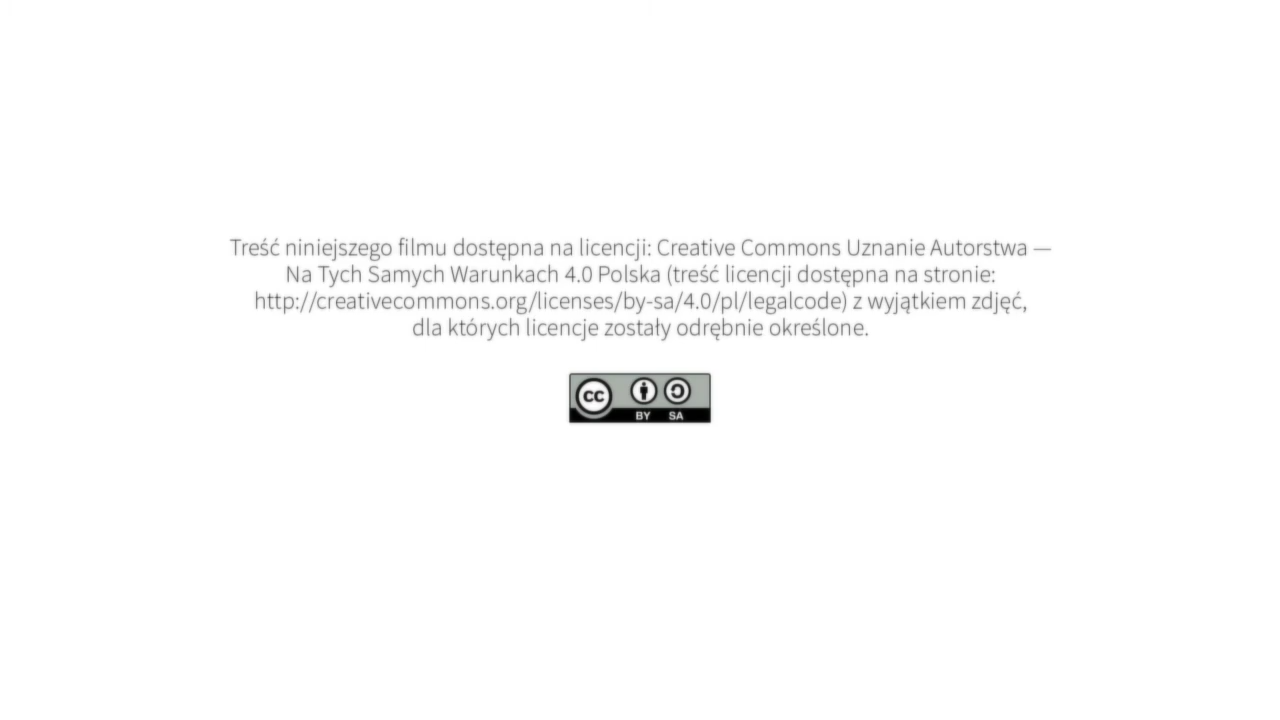 Treść niniejszego filmu dostępna na licencji: Creative Commons Uznanie Autorstwa —
Na Tych Samych Warunkach 4.0 Polska (treść licencji dostępna na stronie:
http://creativecommons.org/licenses/by-sa/4.0/pl/legalcode) z wyjątkiem zdjęć,
dla których licencje zostały odrębnie określone.
cc
BY SA